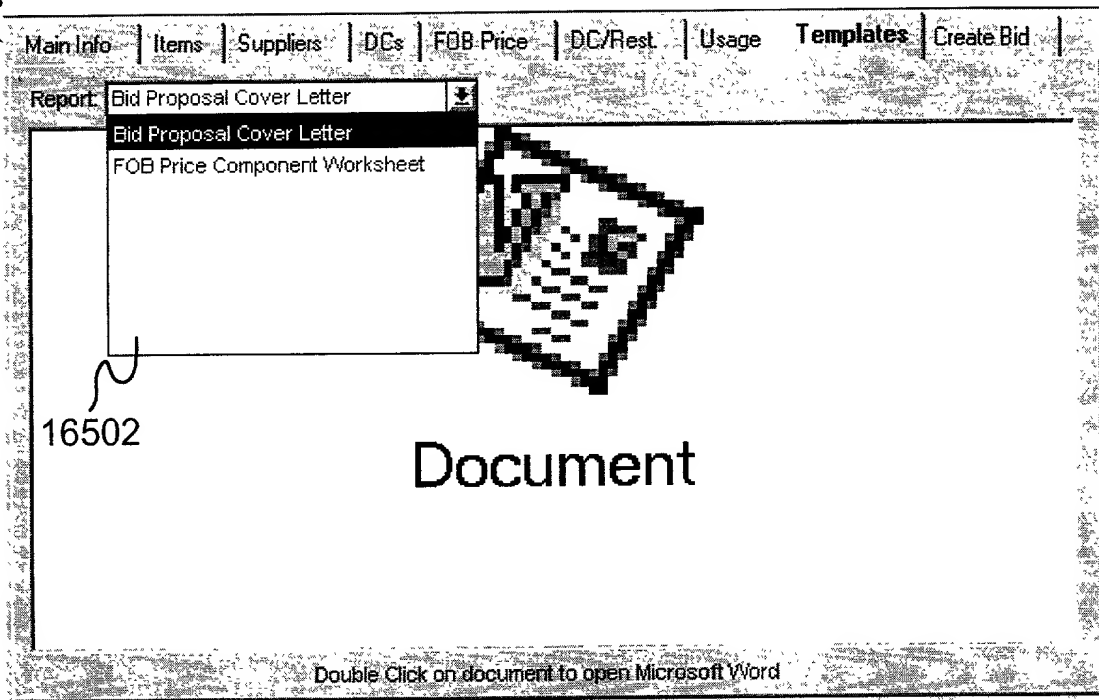 Main Info Items Suppliers DCs FOB Price DC/Rest. Usage Templates Create Bid
Report: Bid Proposal Cover Letter
Bid Proposal Cover Letter
FOB Price Component Worksheet
16502
Document
Double Click on document to open Microsoft Word